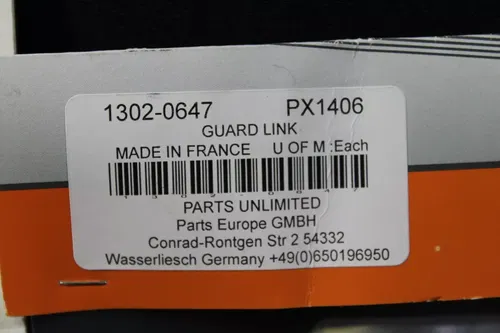 1302-0647 PX1406
GUARD LINK
MADE IN FRANCE U OF M :Each
PARTS UNLIMITED
Parts Europe GMBH
Conrad-Rontgen Str 2 54332
Wasserliesch Germany +49(0)650196950